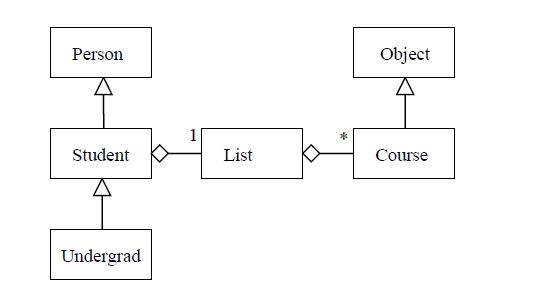 Person
Object
1
*
Student
List
Course
Undergrad